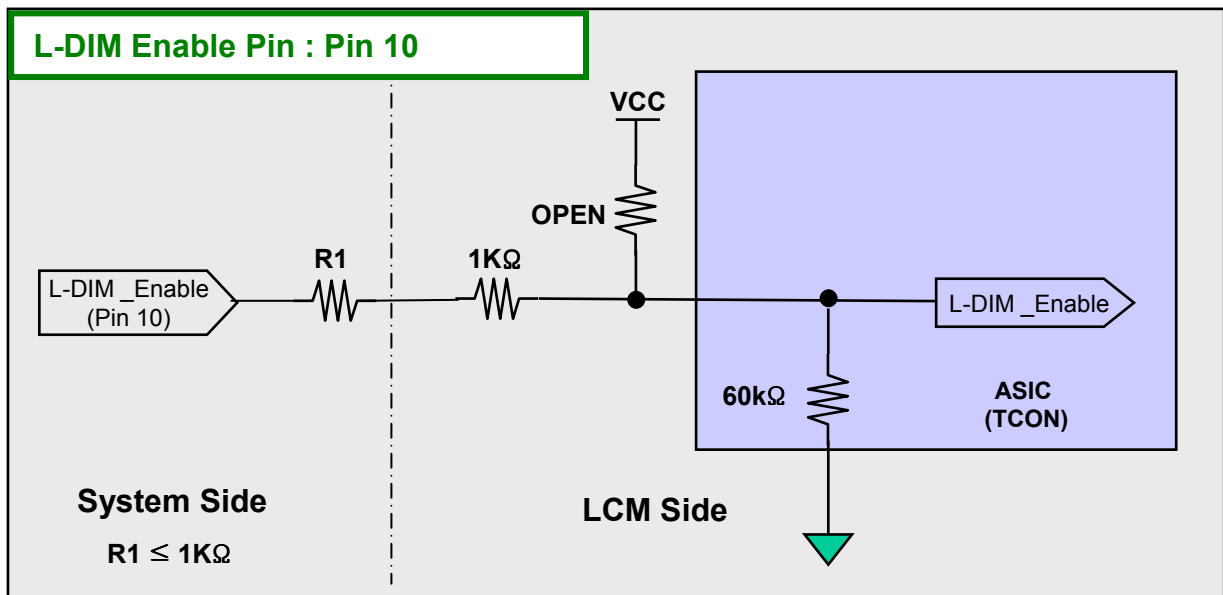 L-DIM Enable Pin : Pin 10
VCC
OPEN
R1
1KΩ
L-DIM _Enable
(Pin 10)
L-DIM _Enable
60kΩ
ASIC
(TCON)
System Side
LCM Side
R1 ≤ 1KΩ